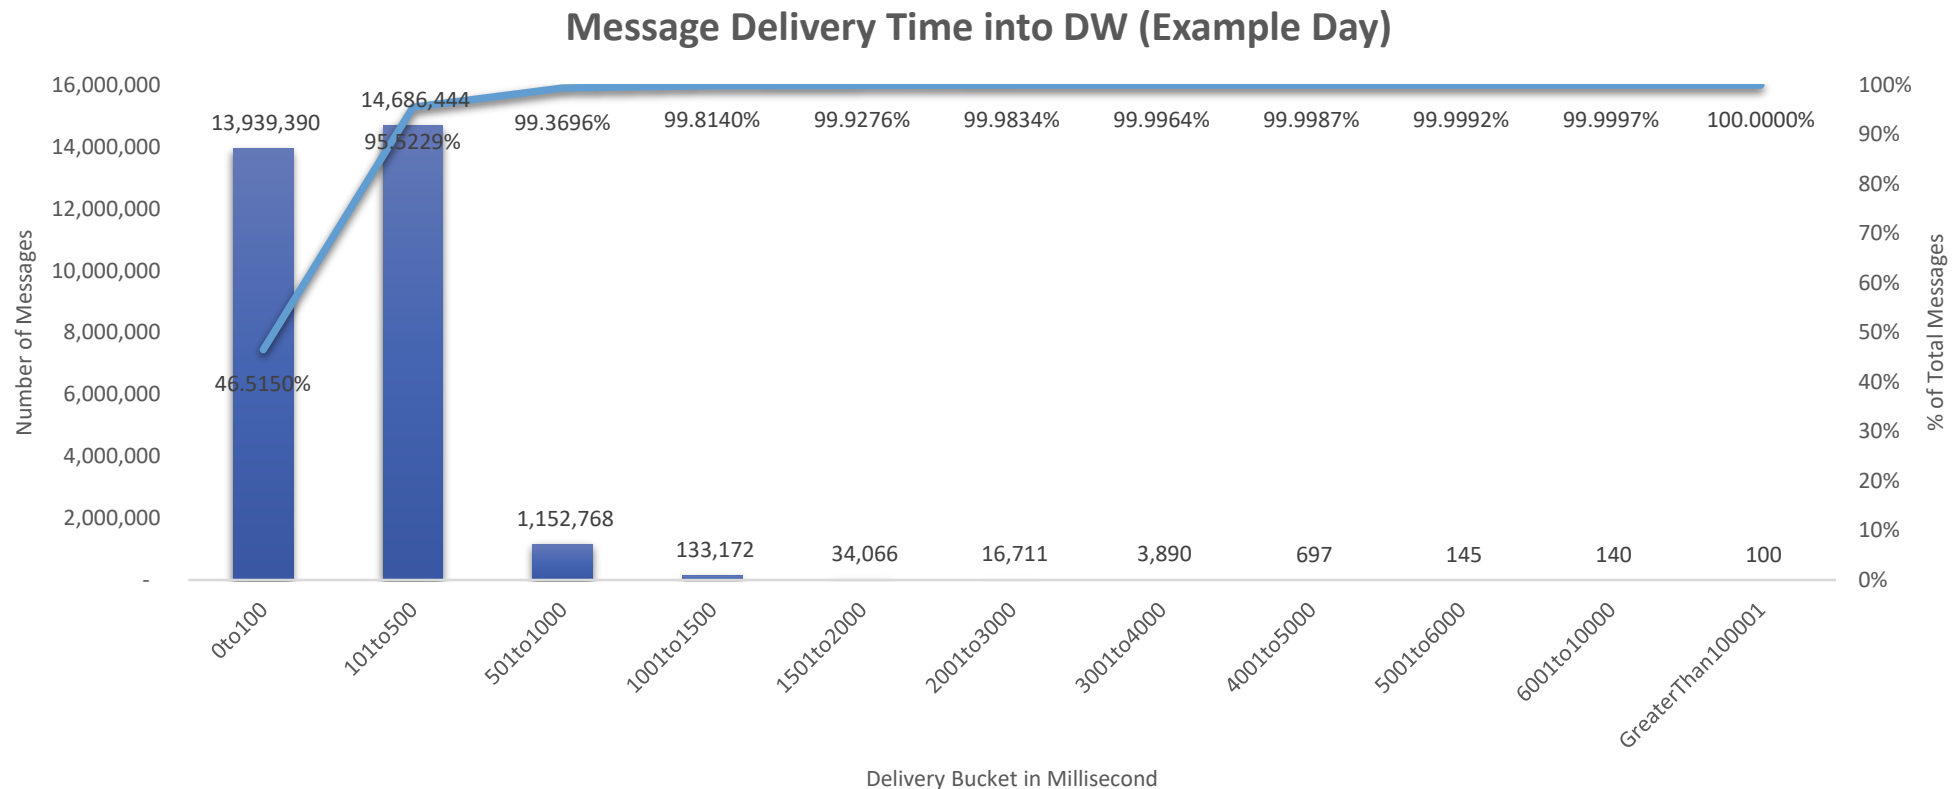 Message Delivery Time into DW (Example Day)
16,000,000
14,000,000
12,000,000
10,000,000
8,000,000
6,000,000
4,000,000
2,000,000
-
Number of Messages
13,939,390
14,686,444
1,152,768
133,172
34,066
16,711
3,890
697
145
140
100
46.5150%
95.5229%
99.3696%
99.8140%
99.9276%
99.9834%
99.9964%
99.9987%
99.9992%
99.9997%
100.0000%
100%
90%
80%
70%
60%
50%
40%
30%
20%
10%
0%
% of Total Messages
0to100
101to500
501to1000
1001to1500
1501to2000
2001to3000
3001to4000
4001to5000
5001to6000
6001to10000
GreaterThan100001
Delivery Bucket in Millisecond